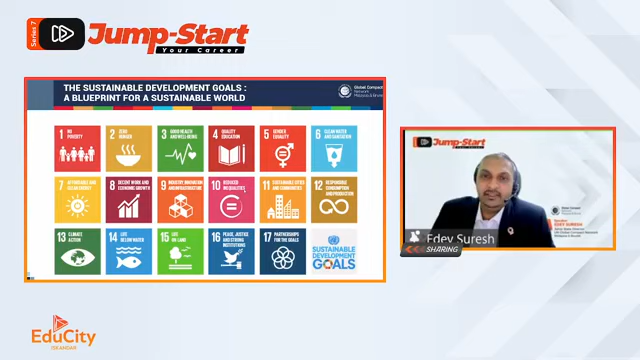 Series 7
Jump-Start
Your Career
THE SUSTAINABLE DEVELOPMENT GOALS :
A BLUEPRINT FOR A SUSTAINABLE WORLD
Global Compact
Network
1 NO
POVERTY
2 ZERO
HUNGER
3 GOOD HEALTH
AND WELL-BEING
4 QUALITY
EDUCATION
5 GENDER
EQUALITY
6 CLEAN WATER
AND SANITATION
7 AFFORDABLE AND
CLEAN ENERGY
8 DECENT WORK AND
ECONOMIC GROWTH
9 INDUSTRY, INNOVATION
AND INFRASTRUCTURE
10 REDUCED
INEQUALITIES
11 SUSTAINABLE CITIES
AND COMMUNITIES
12 RESPONSIBLE
CONSUMPTION
AND PRODUCTION
13 CLIMATE
ACTION
14 LIFE
BELOW WATER
15 LIFE
ON LAND
16 PEACE, JUSTICE
AND STRONG
INSTITUTIONS
17 PARTNERSHIPS
FOR THE GOALS
SUSTAINABLE
DEVELOPMENT
GOALS
Jump-Start
EDEV SURESH
Edev Suresh
SHARING
EduCity
ISKANDAR